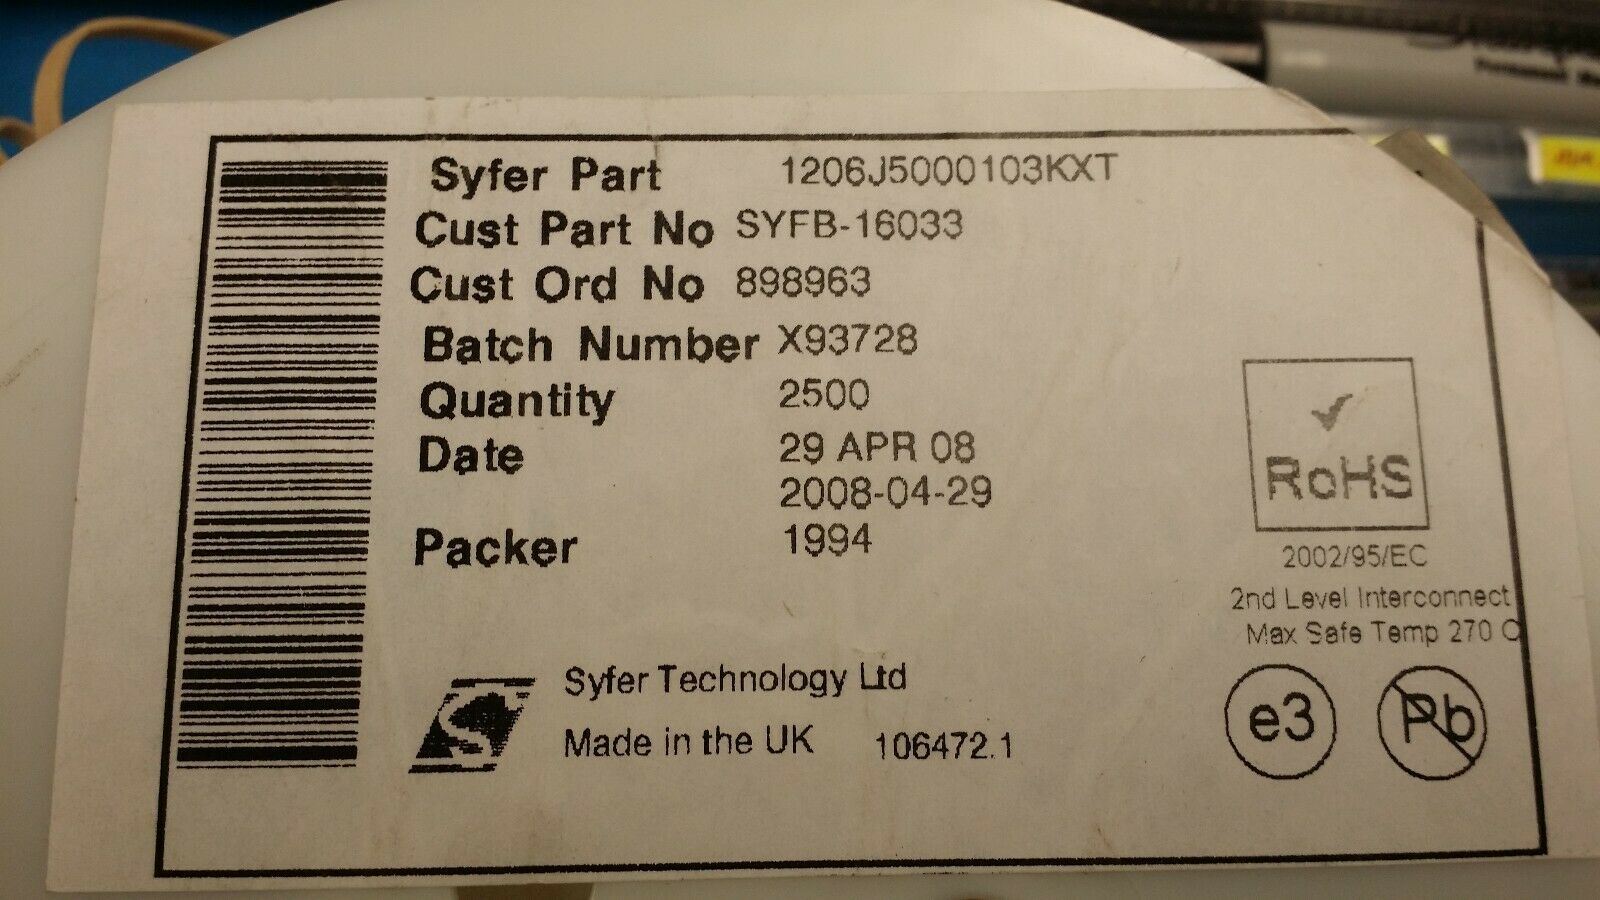 Syfer Part 1206J5000103KXT
Cust Part No SYFB-16033
Cust Ord No 898963
Batch Number X93728
Quantity 2500
Date 29 APR 08
2008-04-29
Packer 1994
RoHS
2002/95/EC
2nd Level Interconnect
Max Safe Temp 270 C
e3 Pb
S Syfer Technology Ltd
Made in the UK 106472.1